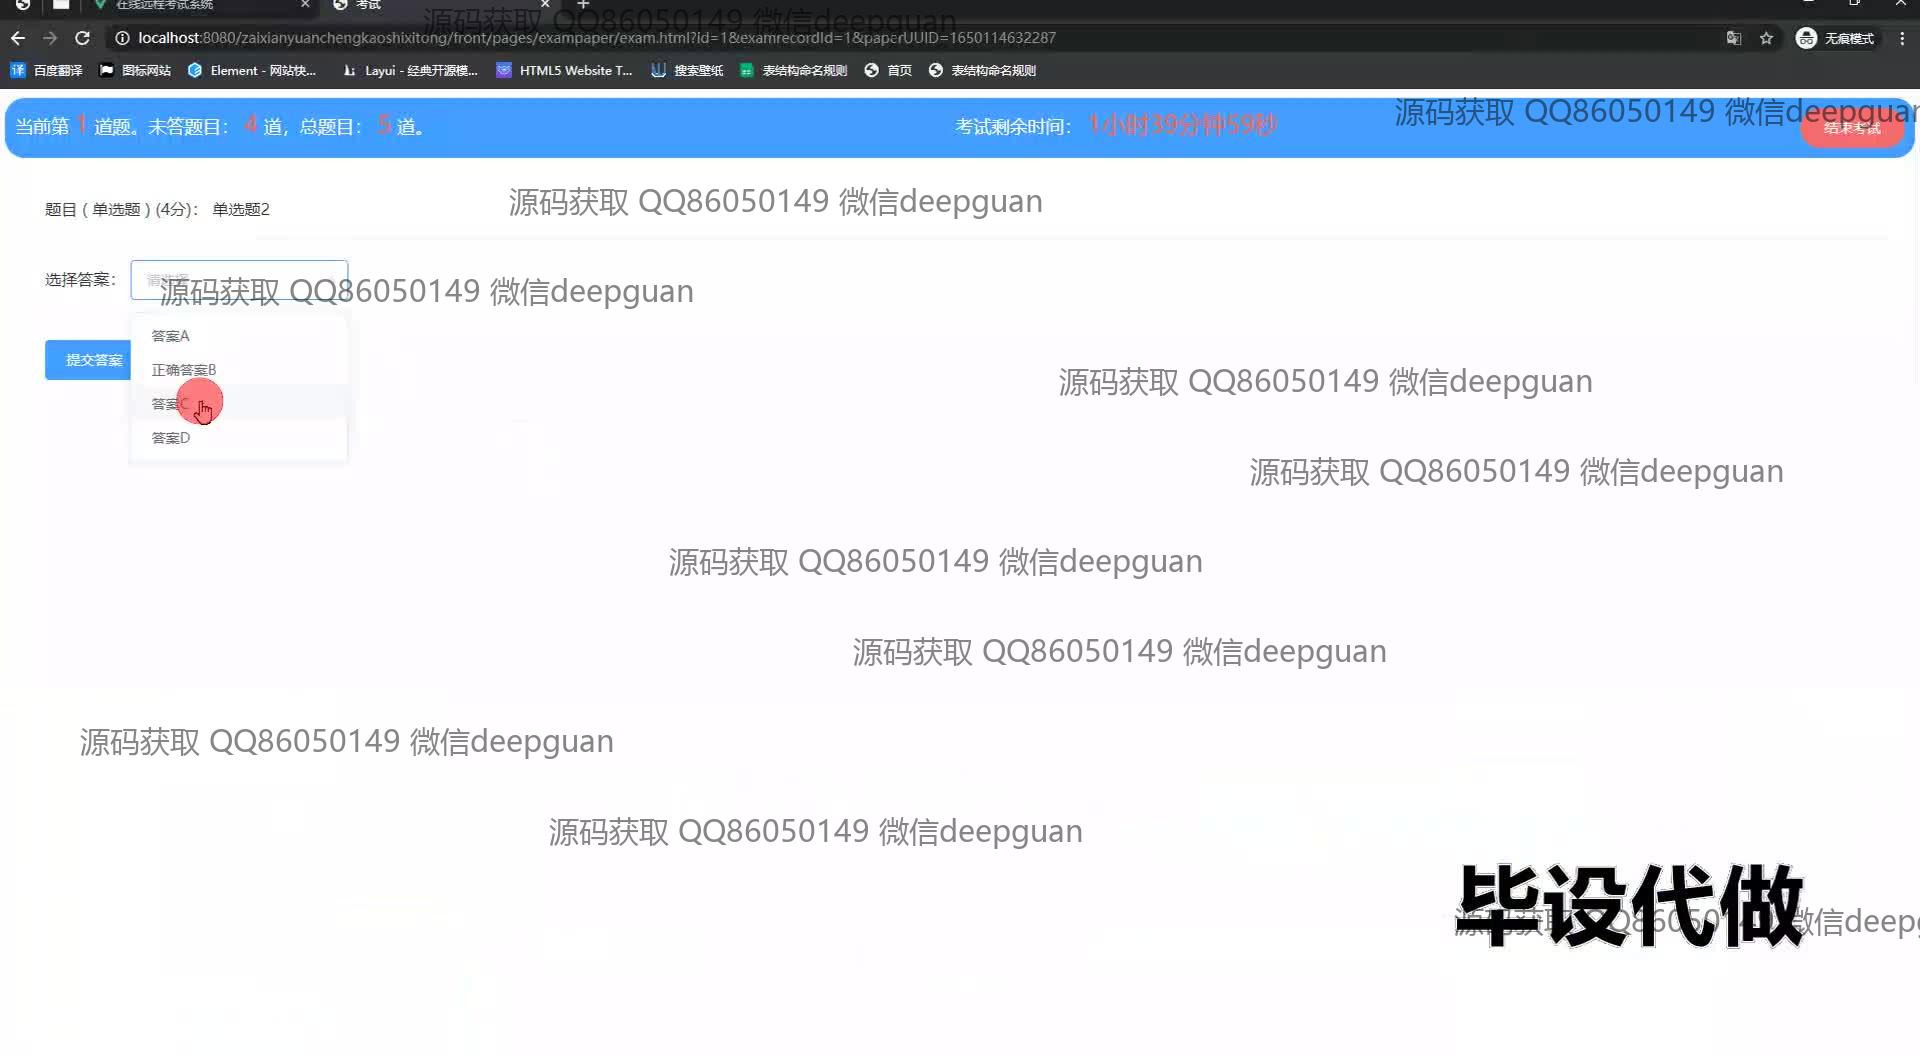 在线远程考试系统
考试
源码获取 QQ86050149 微信deepguan
localhost:8080/zaixianyuanchengkaoshixitong/front/pages/exampaper/exam.html?id=1&examrecordId=1&paperUUID=1650114632287
无痕模式
百度翻译 图标网站 Element - 网站快... Layui - 经典开源模... HTML5 Website T... 搜索壁纸 表结构命名规则 首页 表结构命名规则
当前第 1 道题。未答题目： 4 道，总题目： 5 道。 考试剩余时间： 1小时39分钟59秒 结束考试
源码获取 QQ86050149 微信deepguan
题目 ( 单选题 ) (4分)： 单选题2
源码获取 QQ86050149 微信deepguan
选择答案： 请选择
源码获取 QQ86050149 微信deepguan
答案A
提交答案
正确答案B
答案C
答案D
源码获取 QQ86050149 微信deepguan
源码获取 QQ86050149 微信deepguan
源码获取 QQ86050149 微信deepguan
源码获取 QQ86050149 微信deepguan
源码获取 QQ86050149 微信deepguan
源码获取 QQ86050149 微信deepguan
毕设代做
源码获取 QQ86050149 微信deepg